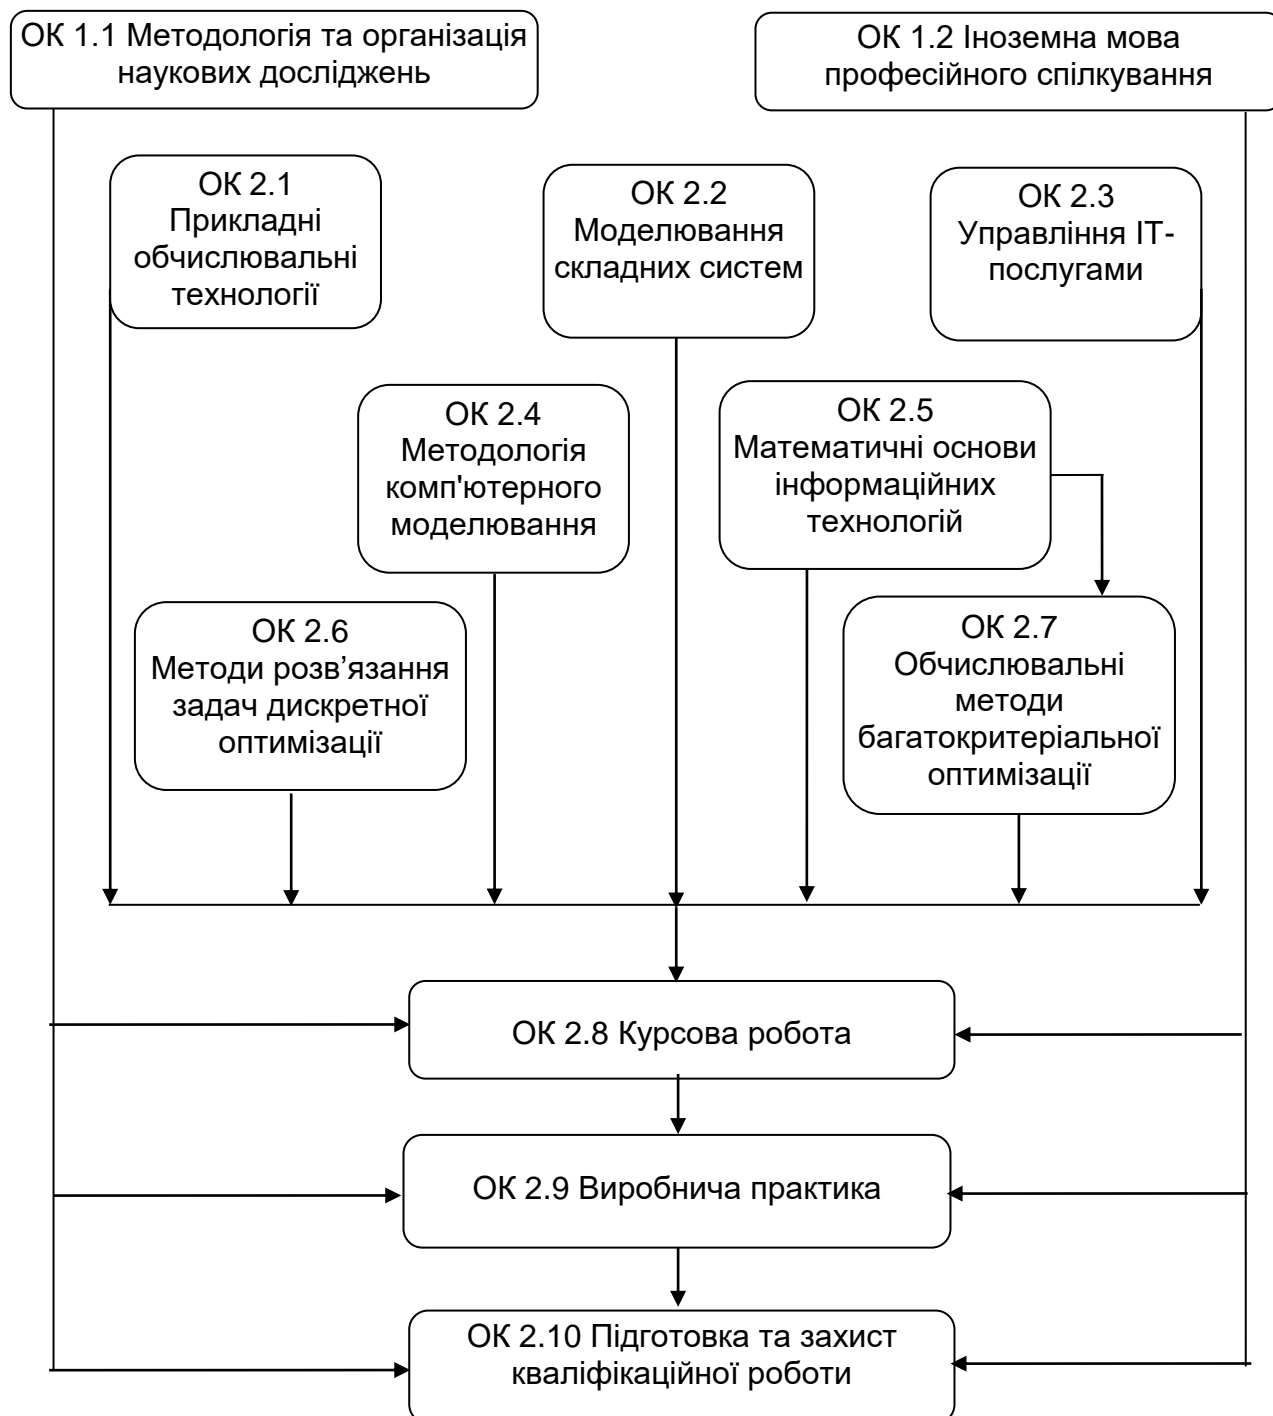 ОК 1.1 Методологія та організація
наукових досліджень
ОК 1.2 Іноземна мова
професійного спілкування
ОК 2.1
Прикладні
обчислювальні
технології
ОК 2.2
Моделювання
складних систем
ОК 2.3
Управління ІТ-
послугами
ОК 2.4
Методологія
комп'ютерного
моделювання
ОК 2.5
Математичні основи
інформаційних
технологій
ОК 2.6
Методи розв’язання
задач дискретної
оптимізації
ОК 2.7
Обчислювальні
методи
багатокритеріальної
оптимізації
ОК 2.8 Курсова робота
ОК 2.9 Виробнича практика
ОК 2.10 Підготовка та захист
кваліфікаційної роботи